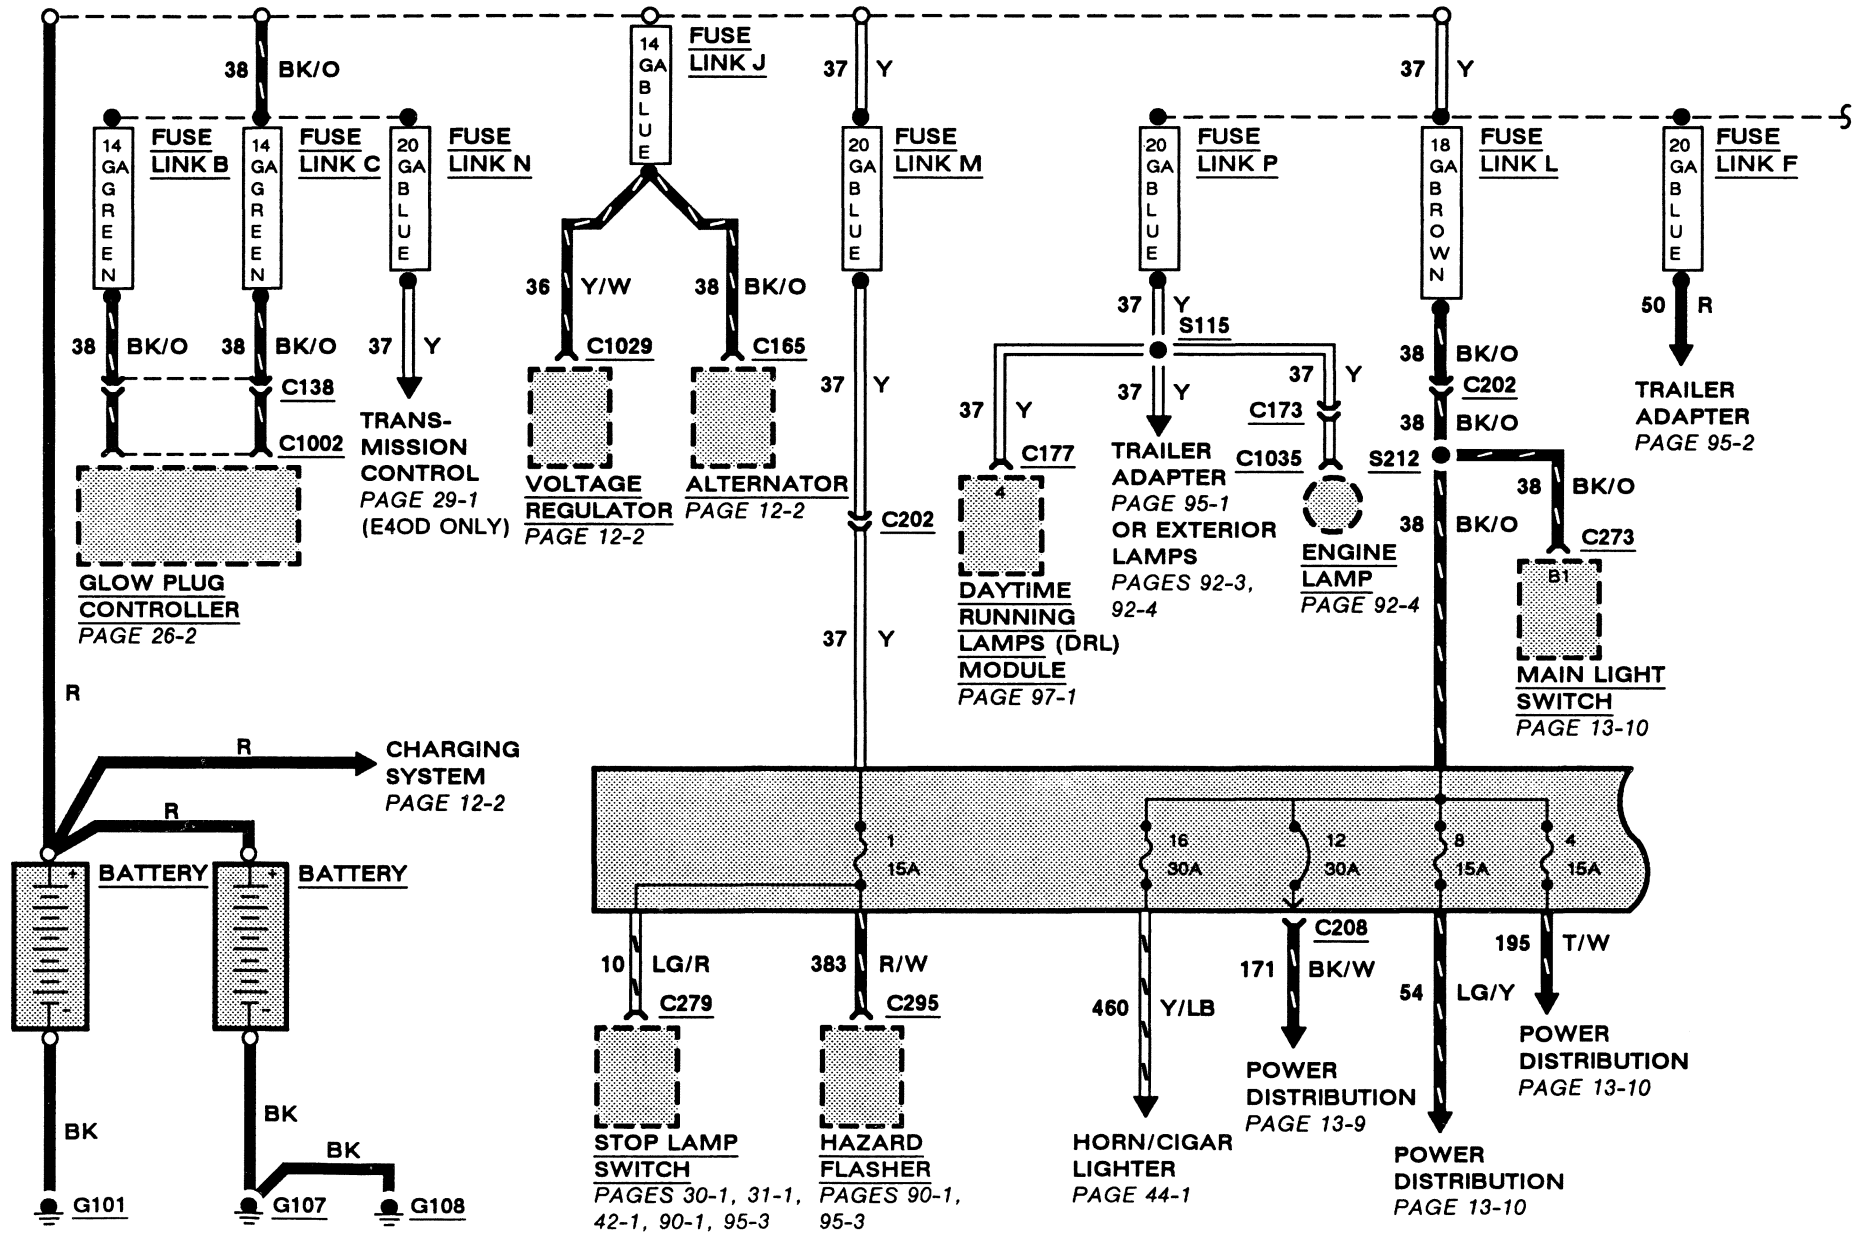 38 BK/O
FUSE
LINK B
14
GA
GREEN
FUSE
LINK C
14
GA
GREEN
FUSE
LINK N
20
GA
BLUE
FUSE
LINK J
14
GA
BLUE
37 Y
FUSE
LINK M
20
GA
BLUE
FUSE
LINK P
20
GA
BLUE
37 Y
FUSE
LINK L
18
GA
BROWN
FUSE
LINK F
20
GA
BLUE
38 BK/O
38 BK/O
37 Y
C138
C1002
GLOW PLUG
CONTROLLER
PAGE 26-2
TRANS-
MISSION
CONTROL
PAGE 29-1
(E4OD ONLY)
36 Y/W
C1029
VOLTAGE
REGULATOR
PAGE 12-2
38 BK/O
C165
ALTERNATOR
PAGE 12-2
37 Y
C202
37 Y
37 Y
S115
37 Y
C177
4
DAYTIME
RUNNING
LAMPS (DRL)
MODULE
PAGE 97-1
37 Y
TRAILER
ADAPTER
PAGE 95-1
OR EXTERIOR
LAMPS
PAGES 92-3,
92-4
37 Y
C173
C1035
ENGINE
LAMP
PAGE 92-4
38 BK/O
C202
38 BK/O
S212
38 BK/O
38 BK/O
C273
B1
MAIN LIGHT
SWITCH
PAGE 13-10
50 R
TRAILER
ADAPTER
PAGE 95-2
R
R
CHARGING
SYSTEM
PAGE 12-2
R
BATTERY
+
-
BATTERY
+
-
BK
G101
BK
BK
G107
G108
1
15A
16
30A
12
30A
8
15A
4
15A
10 LG/R
C279
STOP LAMP
SWITCH
PAGES 30-1, 31-1,
42-1, 90-1, 95-3
383 R/W
C295
HAZARD
FLASHER
PAGES 90-1,
95-3
460 Y/LB
HORN/CIGAR
LIGHTER
PAGE 44-1
C208
171 BK/W
POWER
DISTRIBUTION
PAGE 13-9
54 LG/Y
POWER
DISTRIBUTION
PAGE 13-10
195 T/W
POWER
DISTRIBUTION
PAGE 13-10